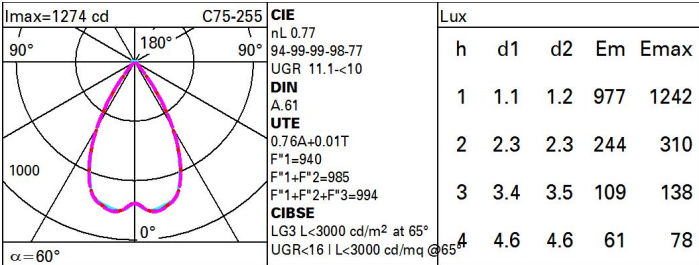 Imax=1274 cd C75-255
90° 180° 90°
1000
0°
α=60°
CIE
nL 0.77
94-99-99-98-77
UGR 11.1-<10
DIN
A.61
UTE
0.76A+0.01T
F"1=940
F"1+F"2=985
F"1+F"2+F"3=994
CIBSE
LG3 L<3000 cd/m² at 65°
UGR<16 | L<3000 cd/mq @65°
Lux
h d1 d2 Em Emax
1 1.1 1.2 977 1242
2 2.3 2.3 244 310
3 3.4 3.5 109 138
4 4.6 4.6 61 78